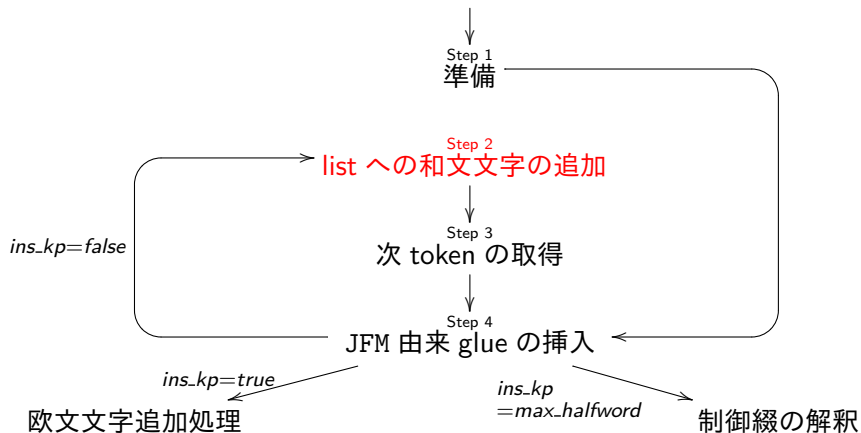 Step 1
準備
Step 2
list への和文文字の追加
ins_kp=false
Step 3
次 token の取得
Step 4
JFM 由来 glue の挿入
ins_kp=true
ins_kp
=max_halfword
欧文文字追加処理
制御綴の解釈